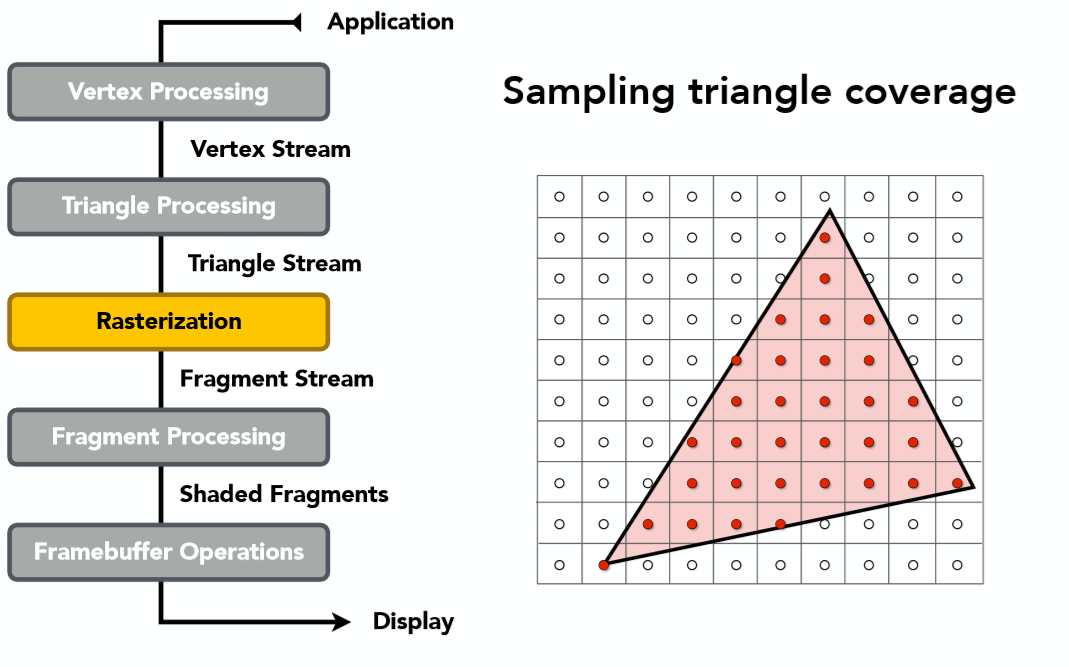 Application
Vertex Processing
Vertex Stream
Triangle Processing
Triangle Stream
Rasterization
Fragment Stream
Fragment Processing
Shaded Fragments
Framebuffer Operations
Display
Sampling triangle coverage